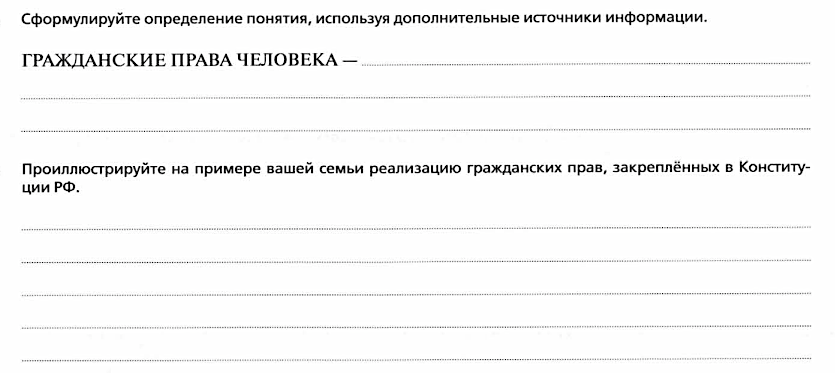 Сформулируйте определение понятия, используя дополнительные источники информации.
ГРАЖДАНСКИЕ ПРАВА ЧЕЛОВЕКА —
Проиллюстрируйте на примере вашей семьи реализацию гражданских прав, закреплённых в Конститу-
ции РФ.